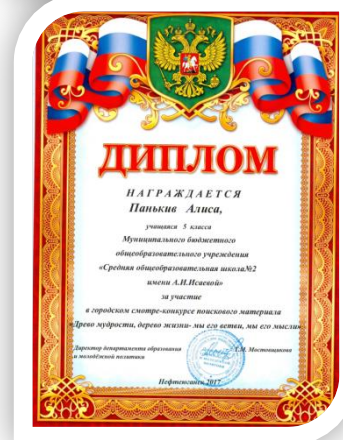 ДИПЛОМ
НАГРАЖДАЕТСЯ
Панькив Алиса,
учащаяся 5 класса
Муниципального бюджетного
общеобразовательного учреждения
«Средняя общеобразовательная школа№2
имени А.И.Исаевой»
за участие
в городском смотре-конкурсе поискового материала
«Древо мудрости, дерево жизни-мы его ветви, мы его мысли»
Директор департамента образования Т.М. Мостовщикова
и молодёжной политики
Нефтеюганск 2017